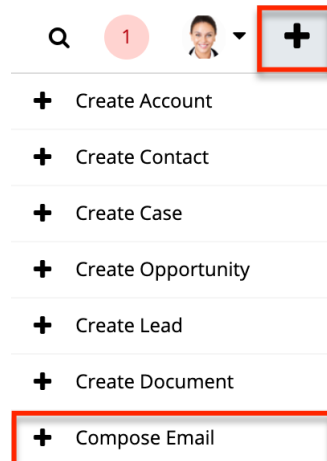 1
Create Account
Create Contact
Create Case
Create Opportunity
Create Lead
Create Document
Compose Email